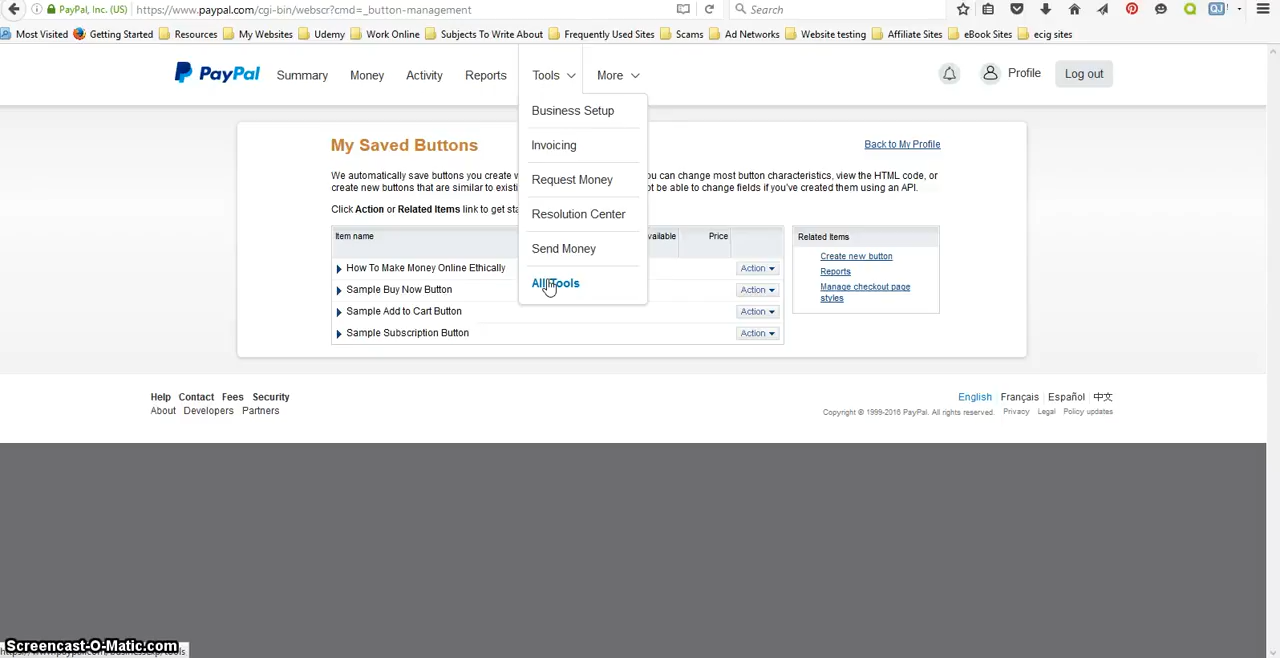 PayPal, Inc. (US) https://www.paypal.com/cgi-bin/webscr?cmd=_button-management Search
Most Visited Getting Started Resources My Websites Udemy Work Online Subjects To Write About Frequently Used Sites Scams Ad Networks Website testing Affiliate Sites eBook Sites ecig sites
PayPal Summary Money Activity Reports Tools More Profile Log out
Business Setup
Invoicing
Request Money
Resolution Center
Send Money
All Tools
My Saved Buttons Back to My Profile
We automatically save buttons you create w ou can change most button characteristics, view the HTML code, or
create new buttons that are similar to exist ot be able to change fields if you've created them using an API.
Click Action or Related Items link to get sta
Item name vailable Price
How To Make Money Online Ethically Action
Sample Buy Now Button Action
Sample Add to Cart Button Action
Sample Subscription Button Action
Related Items
Create new button
Reports
Manage checkout page
styles
Help Contact Fees Security
About Developers Partners
English Français Español 中文
Copyright © 1999-2016 PayPal. All rights reserved. Privacy Legal Policy updates
Screencast-O-Matic.com